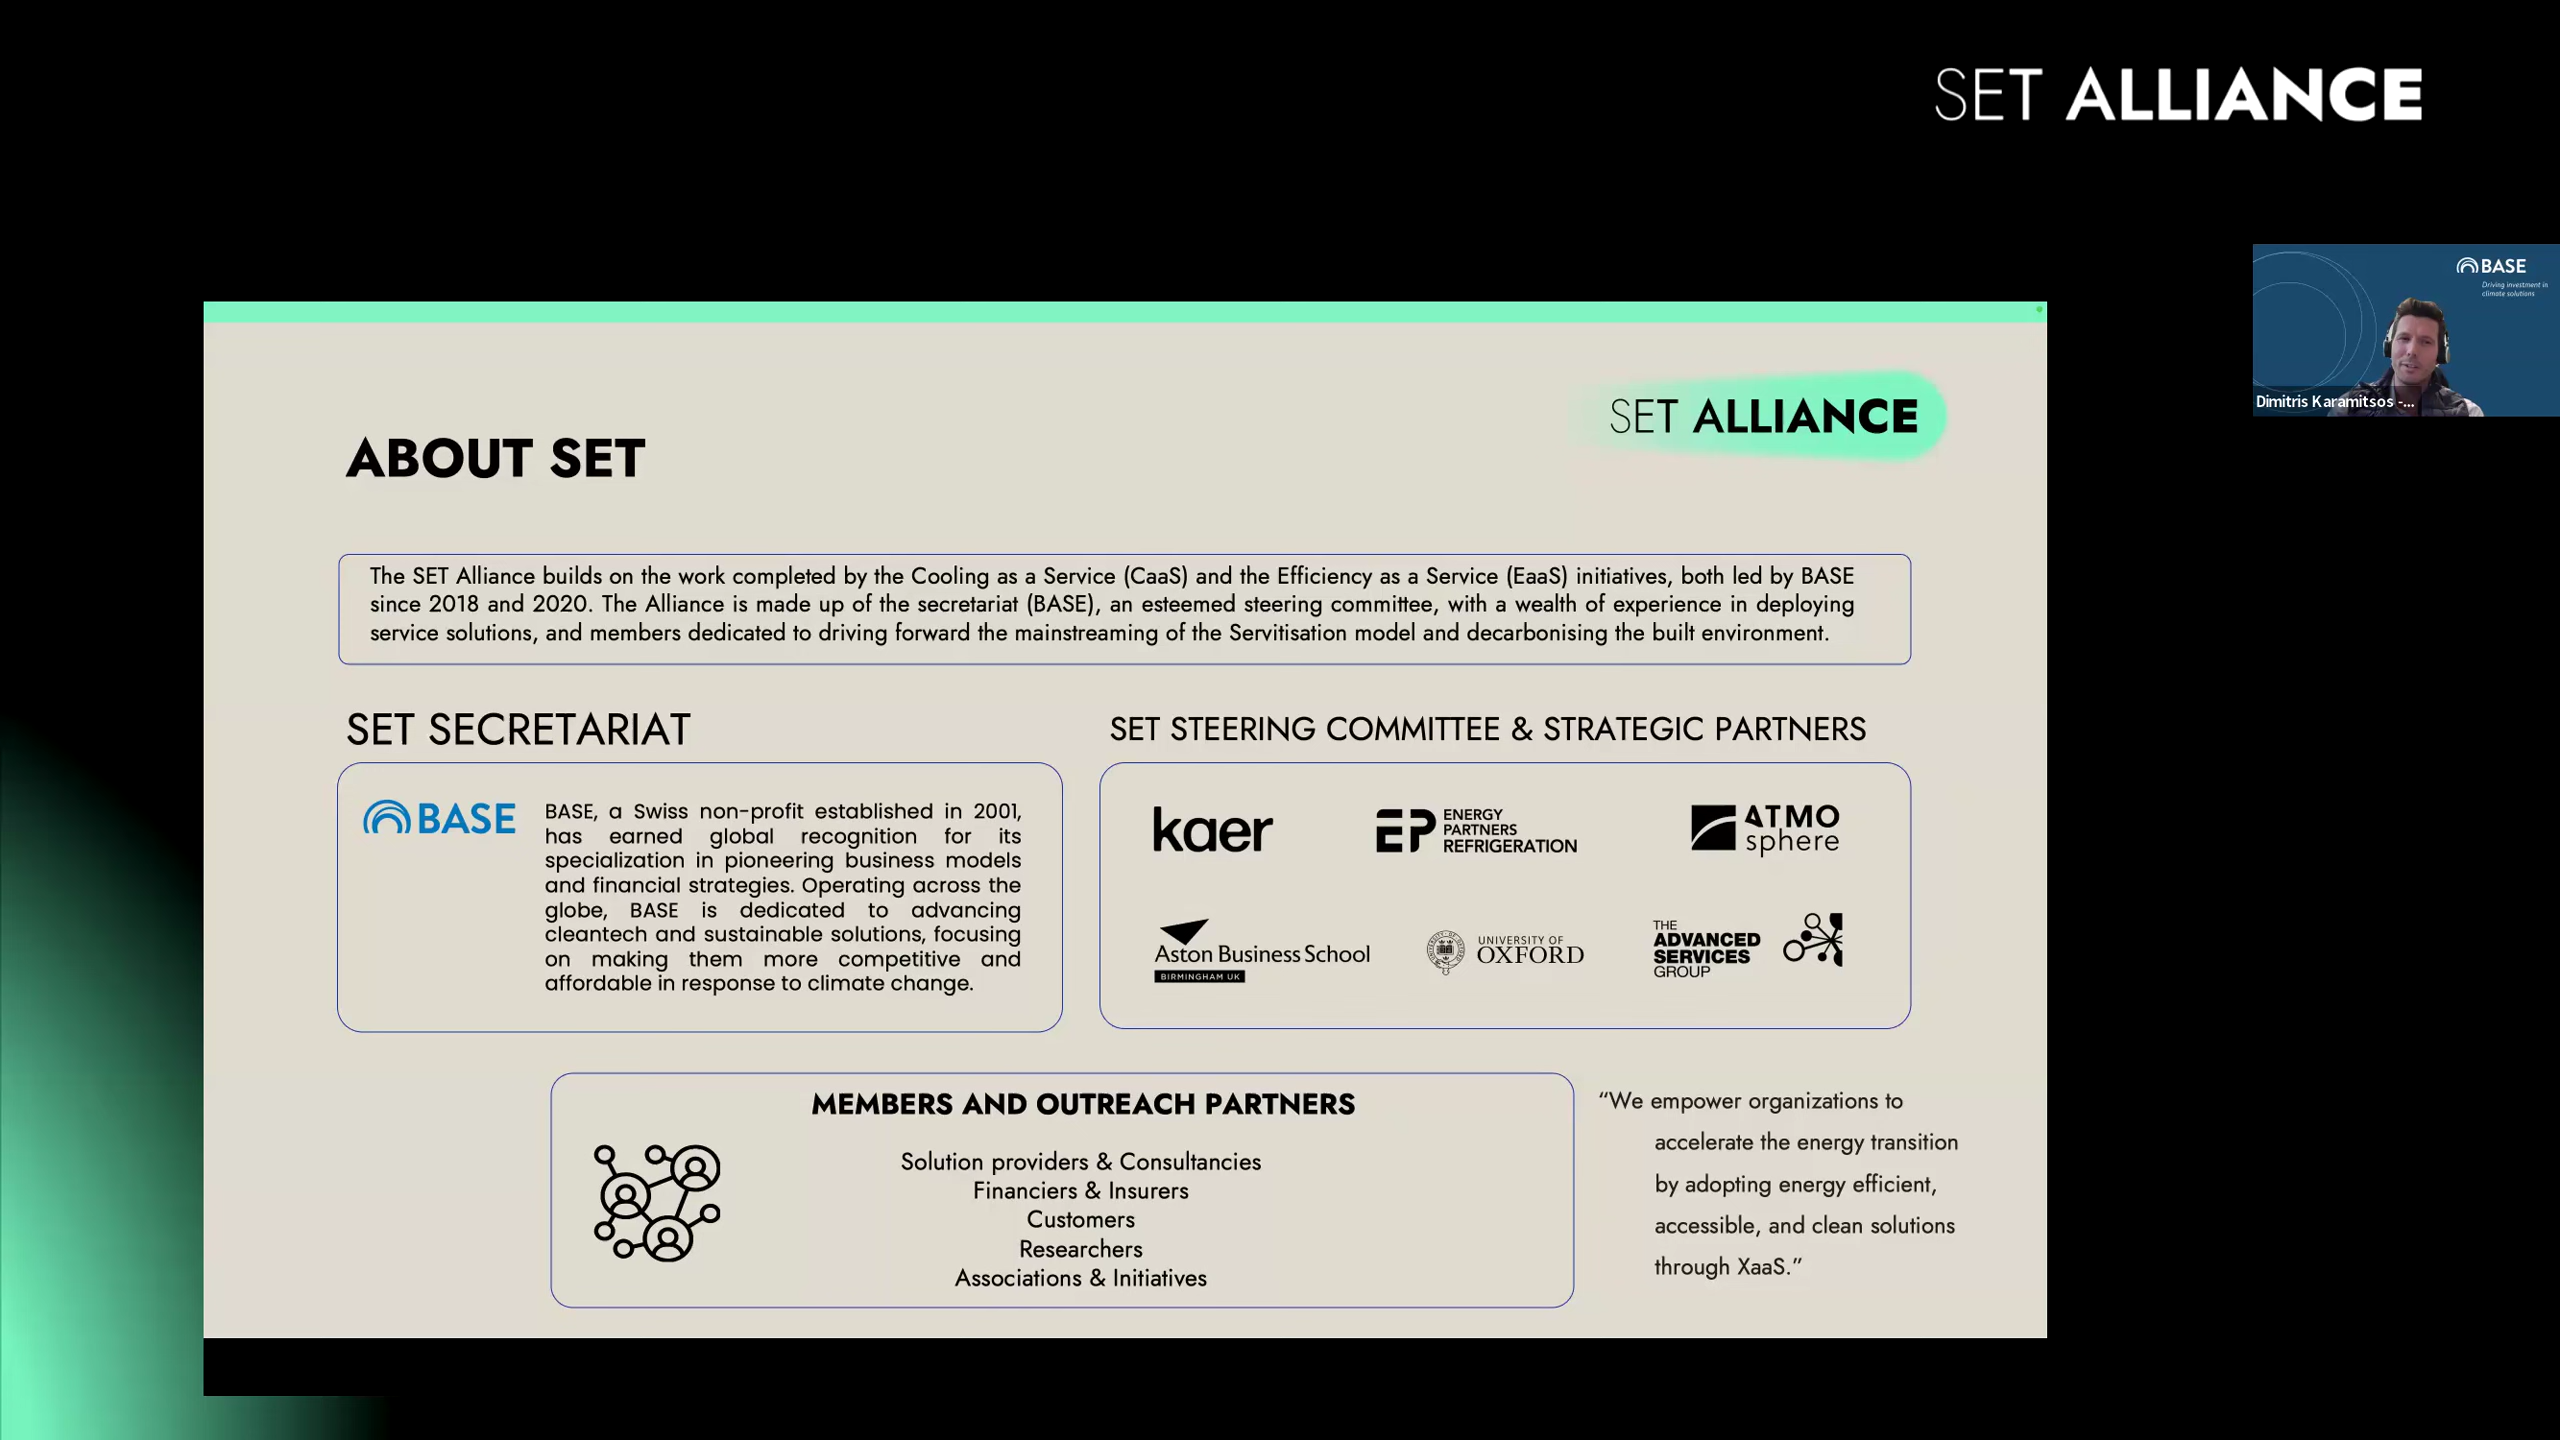 SET ALLIANCE
BASE
Driving investment in
climate solutions
Dimitris Karamitsos -...
SET ALLIANCE
ABOUT SET
The SET Alliance builds on the work completed by the Cooling as a Service (CaaS) and the Efficiency as a Service (EaaS) initiatives, both led by BASE
since 2018 and 2020. The Alliance is made up of the secretariat (BASE), an esteemed steering committee, with a wealth of experience in deploying
service solutions, and members dedicated to driving forward the mainstreaming of the Servitisation model and decarbonising the built environment.
SET SECRETARIAT
BASE
BASE, a Swiss non-profit established in 2001,
has earned global recognition for its
specialization in pioneering business models
and financial strategies. Operating across the
globe, BASE is dedicated to advancing
cleantech and sustainable solutions, focusing
on making them more competitive and
affordable in response to climate change.
SET STEERING COMMITTEE & STRATEGIC PARTNERS
kaer
EP ENERGY
PARTNERS
REFRIGERATION
ATMO
sphere
Aston Business School
BIRMINGHAM UK
UNIVERSITY OF
OXFORD
THE
ADVANCED
SERVICES
GROUP
MEMBERS AND OUTREACH PARTNERS
Solution providers & Consultancies
Financiers & Insurers
Customers
Researchers
Associations & Initiatives
“We empower organizations to
accelerate the energy transition
by adopting energy efficient,
accessible, and clean solutions
through XaaS.”